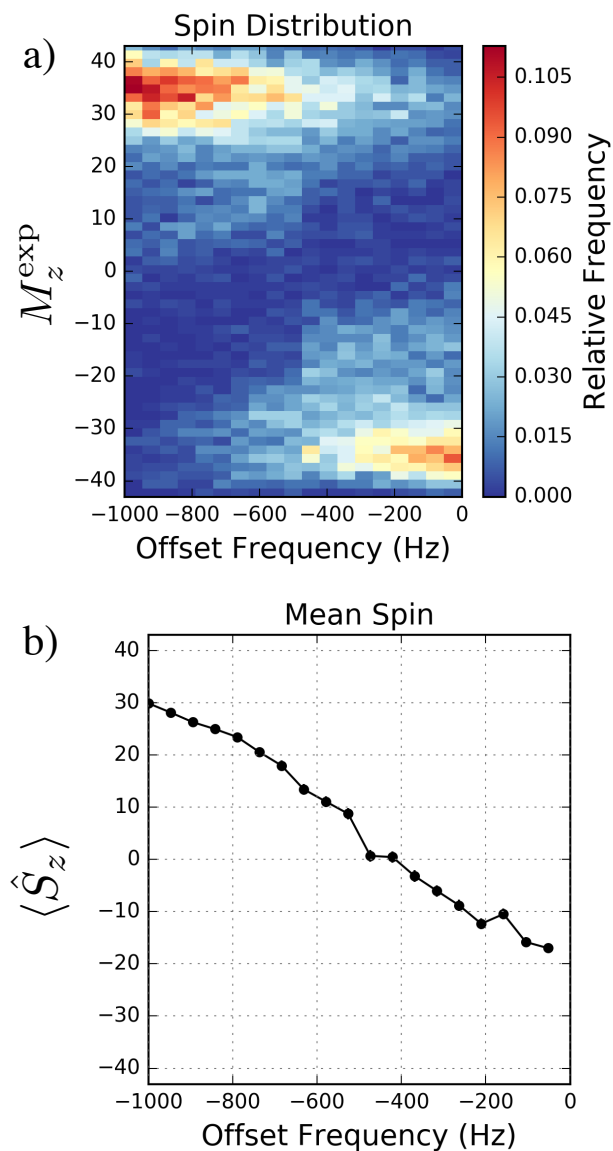 a)
Spin Distribution
40
30
20
10
0
−10
−20
−30
−40
M_z^exp
−1000 −800 −600 −400 −200 0
Offset Frequency (Hz)
0.105
0.090
0.075
0.060
0.045
0.030
0.015
0.000
Relative Frequency
b)
Mean Spin
40
30
20
10
0
−10
−20
−30
−40
⟨Ŝ_z⟩
−1000 −800 −600 −400 −200 0
Offset Frequency (Hz)